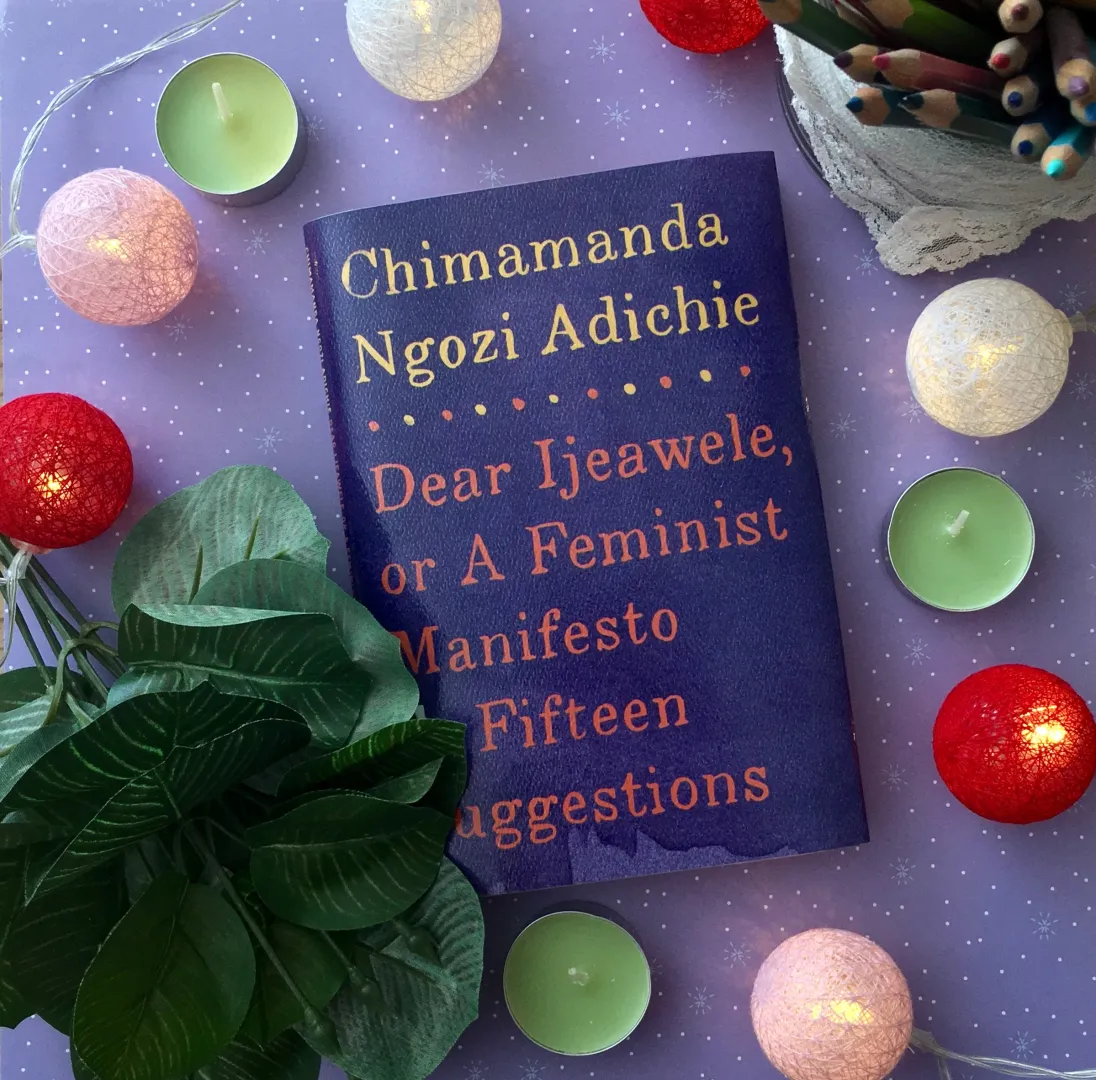 Chimamanda
Ngozi Adichie
Dear Ijeawele,
or A Feminist
Manifesto
Fifteen
uggestions